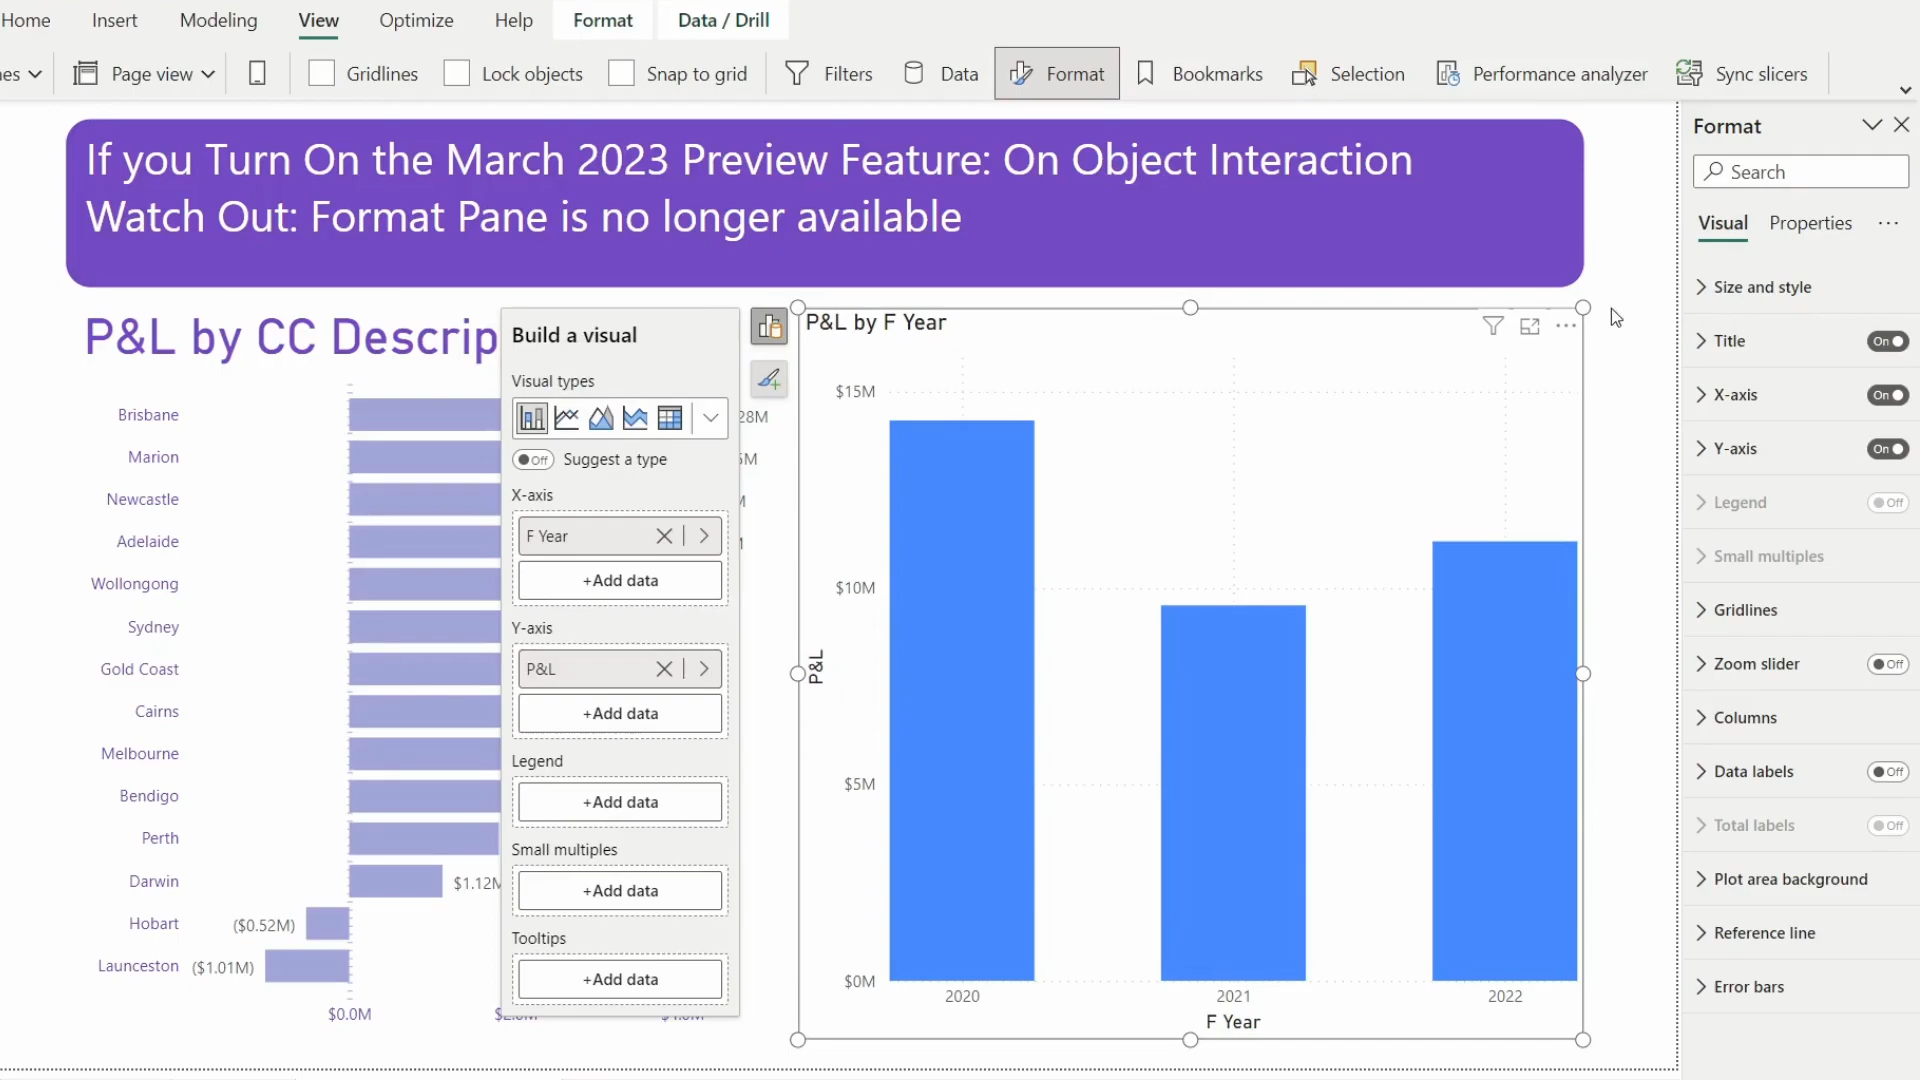 Home Insert Modeling View Optimize Help Format Data / Drill
Page view Gridlines Lock objects Snap to grid Filters Data Format Bookmarks Selection Performance analyzer Sync slicers
If you Turn On the March 2023 Preview Feature: On Object Interaction
Watch Out: Format Pane is no longer available
P&L by CC Descrip
Brisbane
Marion
Newcastle
Adelaide
Wollongong
Sydney
Gold Coast
Cairns
Melbourne
Bendigo
Perth
Darwin $1.12M
Hobart ($0.52M)
Launceston ($1.01M)
$0.0M
Build a visual
Visual types
Off Suggest a type
X-axis
F Year
+Add data
Y-axis
P&L
+Add data
Legend
+Add data
Small multiples
+Add data
Tooltips
+Add data
P&L by F Year
$15M
$10M
$5M
$0M
P&L
2020 2021 2022
F Year
Format
Search
Visual Properties
Size and style
Title On
X-axis On
Y-axis On
Legend Off
Small multiples
Gridlines
Zoom slider Off
Columns
Data labels Off
Total labels Off
Plot area background
Reference line
Error bars